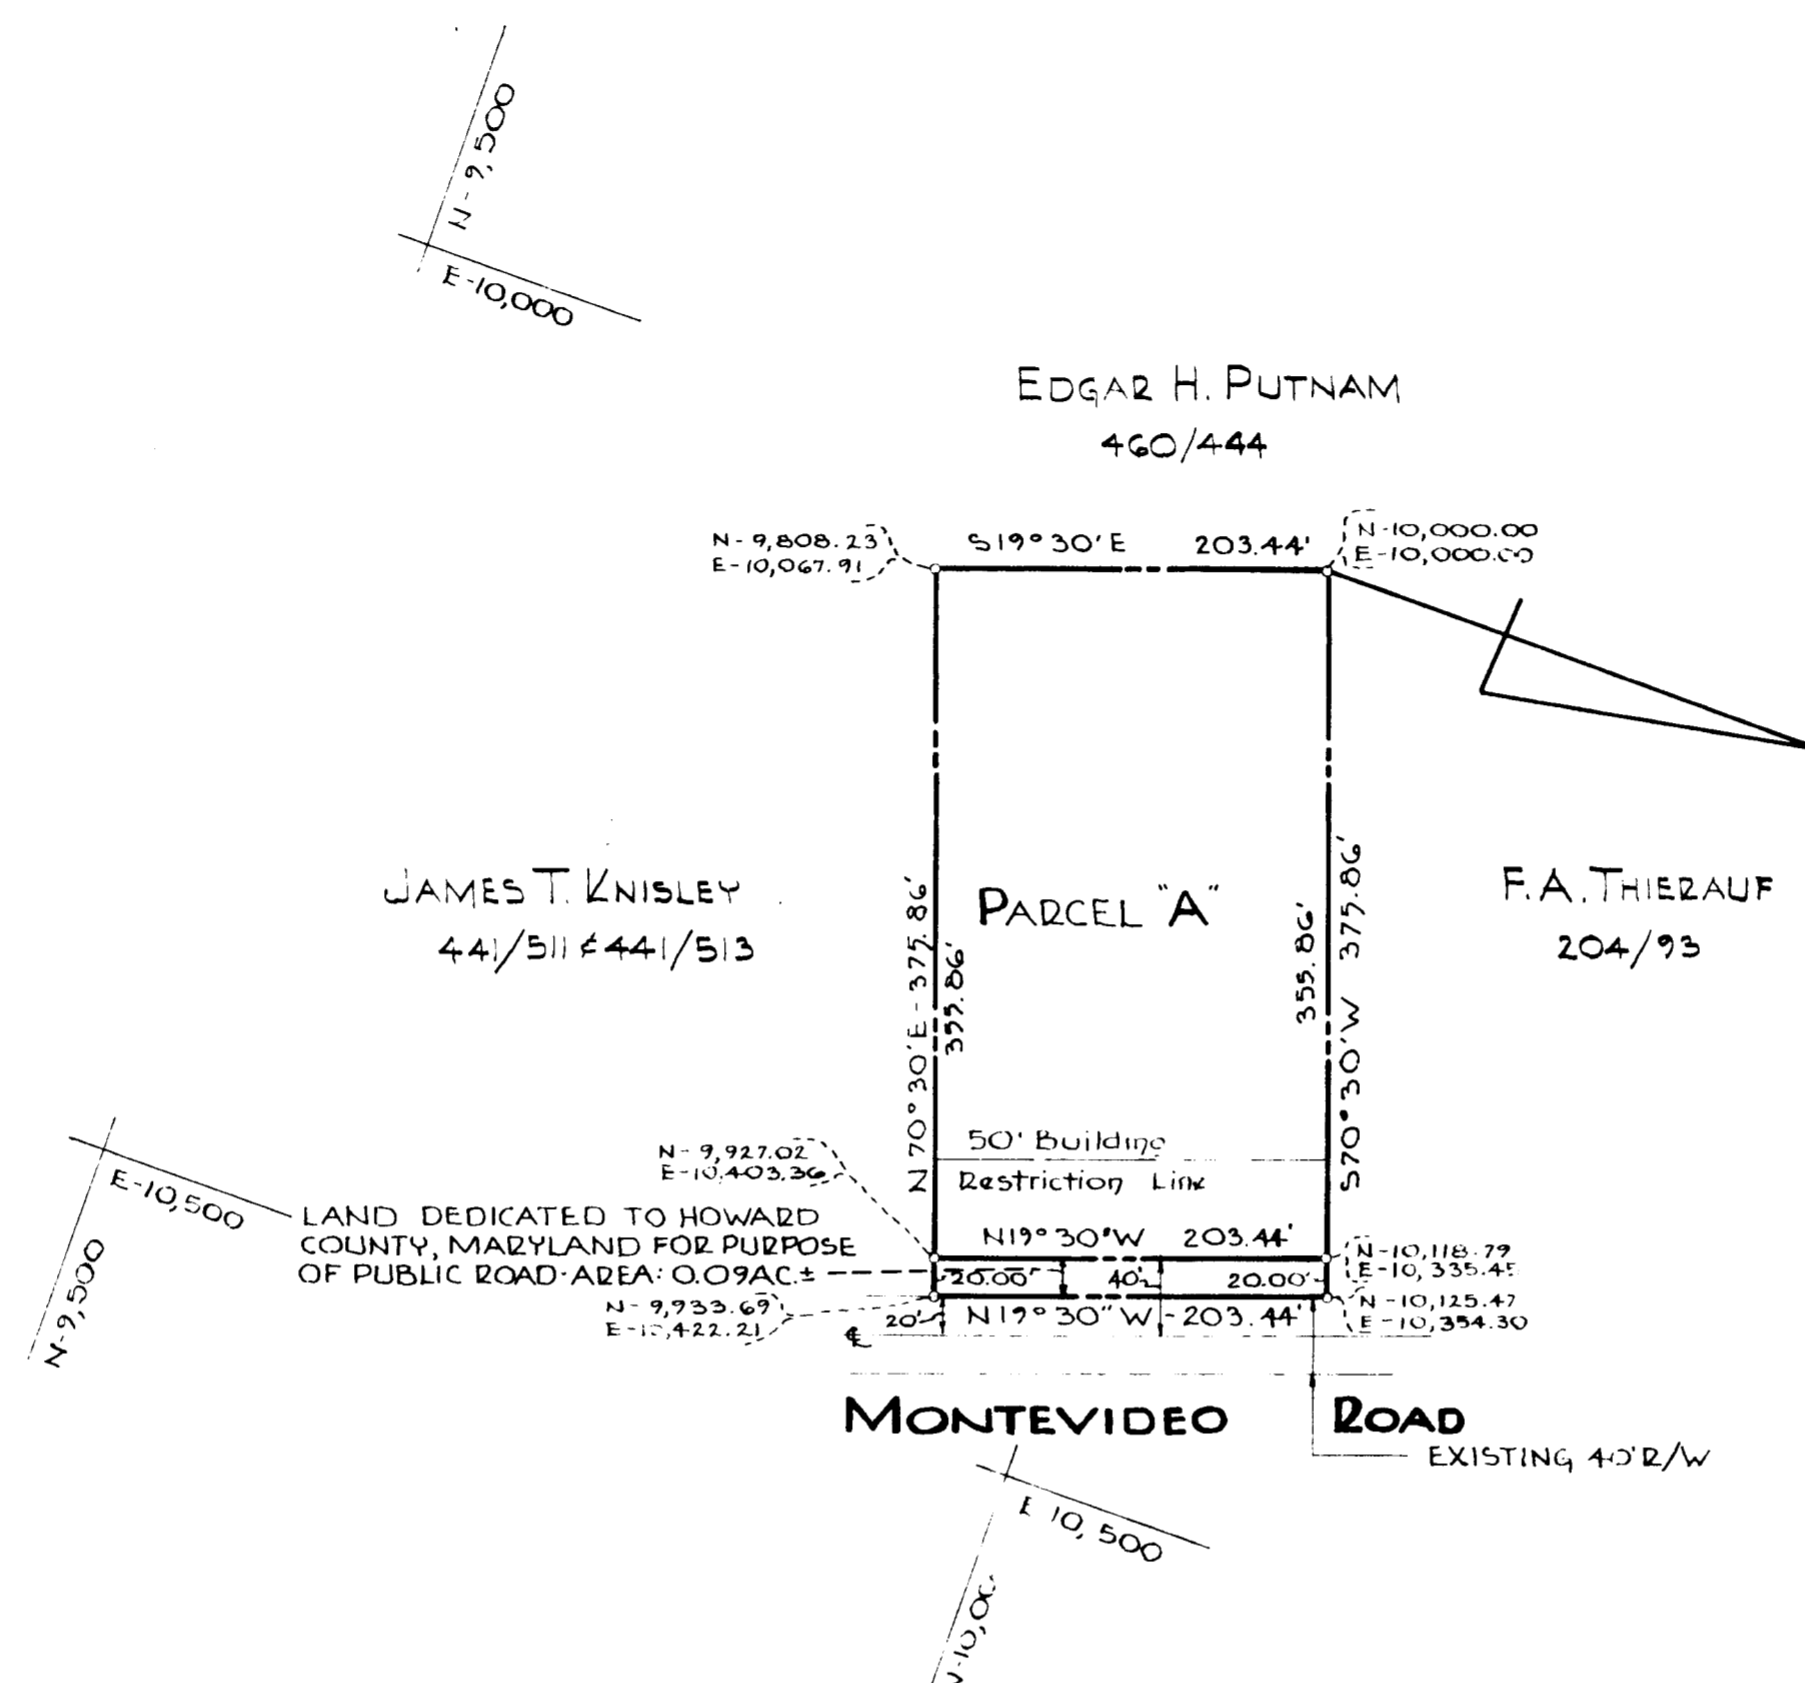 N-9,500
E-10,000
EDGAR H. PUTNAM
460/444
N-9,808.23
E-10,067.91
S19°30'E 203.44'
N-10,000.00
E-10,000.00
JAMES T. KNISLEY
441/511 & 441/513
N 70°30'E-375.86'
355.86'
PARCEL "A"
355.86'
S70°30'W 375.86'
F.A. THIERAUF
204/93
50' Building
Restriction Line
N-9,927.02
E-10,403.36
E-10,500
N-9,500
LAND DEDICATED TO HOWARD
COUNTY, MARYLAND FOR PURPOSE
OF PUBLIC ROAD-AREA: 0.09AC.±
N19°30"W 203.44'
N-10,118.79
E-10,335.45
20.00' 40' 20.00'
N-9,933.69
E-10,422.21
20' N19°30"W-203.44'
N-10,125.47
E-10,354.30
℄
MONTEVIDEO ROAD
EXISTING 40' R/W
E 10,500